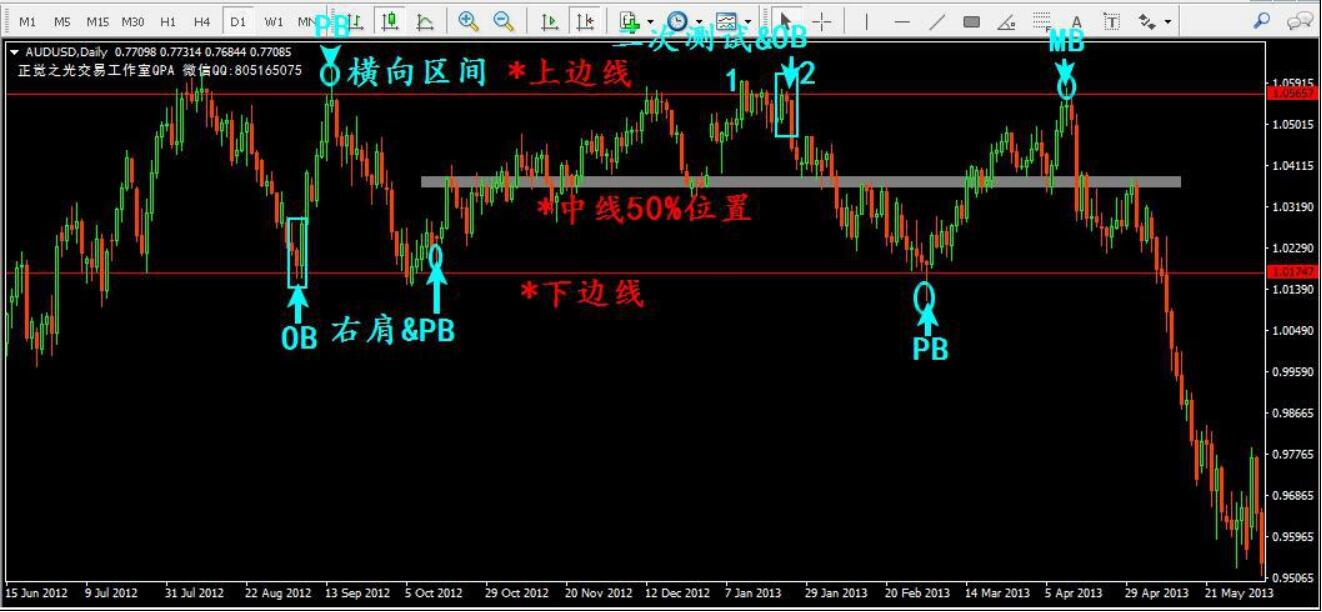 M1 M5 M15 M30 H1 H4 D1 W1 MN
AUDUSD,Daily 0.77098 0.77314 0.76844 0.77085
正觉之光交易工作室QPA 微信QQ:805165075
PB
横向区间 *上边线
二次测试&OB
1
2
MB
*中线50%位置
*下边线
OB
右肩&PB
PB
1.05915
1.05657
1.05015
1.04115
1.03190
1.02290
1.01747
1.01390
1.00490
0.99590
0.98665
0.97765
0.96865
0.95965
0.95065
15 Jun 2012 9 Jul 2012 31 Jul 2012 22 Aug 2012 13 Sep 2012 5 Oct 2012 29 Oct 2012 20 Nov 2012 12 Dec 2012 7 Jan 2013 29 Jan 2013 20 Feb 2013 14 Mar 2013 5 Apr 2013 29 Apr 2013 21 May 2013